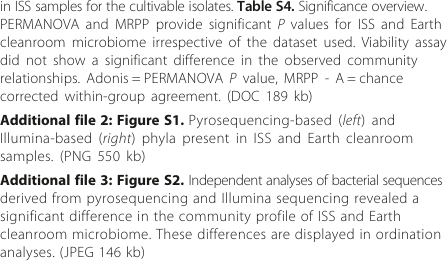 in ISS samples for the cultivable isolates. Table S4. Significance overview.
PERMANOVA and MRPP provide significant P values for ISS and Earth
cleanroom microbiome irrespective of the dataset used. Viability assay
did not show a significant difference in the observed community
relationships. Adonis = PERMANOVA P value, MRPP - A = chance
corrected within-group agreement. (DOC 189 kb)
Additional file 2: Figure S1. Pyrosequencing-based (left) and
Illumina-based (right) phyla present in ISS and Earth cleanroom
samples. (PNG 550 kb)
Additional file 3: Figure S2. Independent analyses of bacterial sequences
derived from pyrosequencing and Illumina sequencing revealed a
significant difference in the community profile of ISS and Earth
cleanroom microbiome. These differences are displayed in ordination
analyses. (JPEG 146 kb)